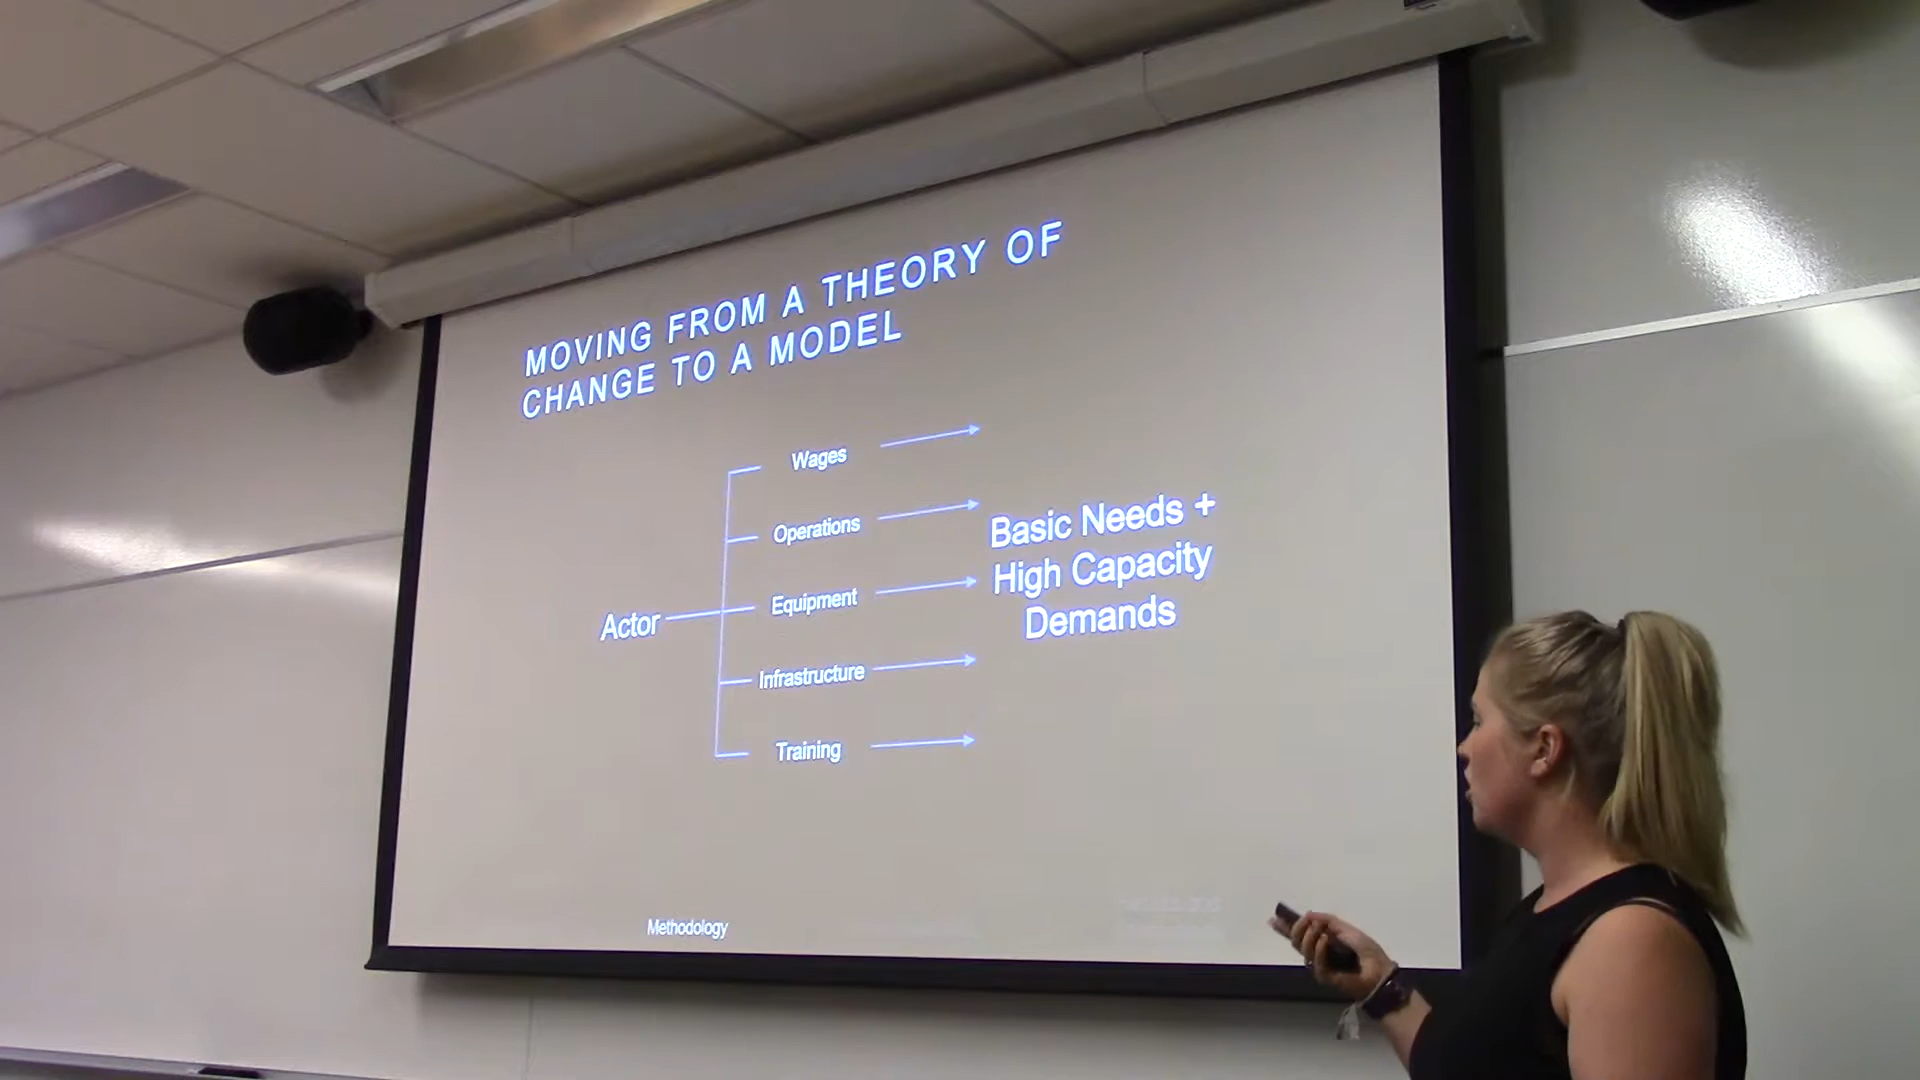 MOVING FROM A THEORY OF
CHANGE TO A MODEL
Wages
Operations
Equipment
Actor
Infrastructure
Training
Basic Needs +
High Capacity
Demands
Methodology